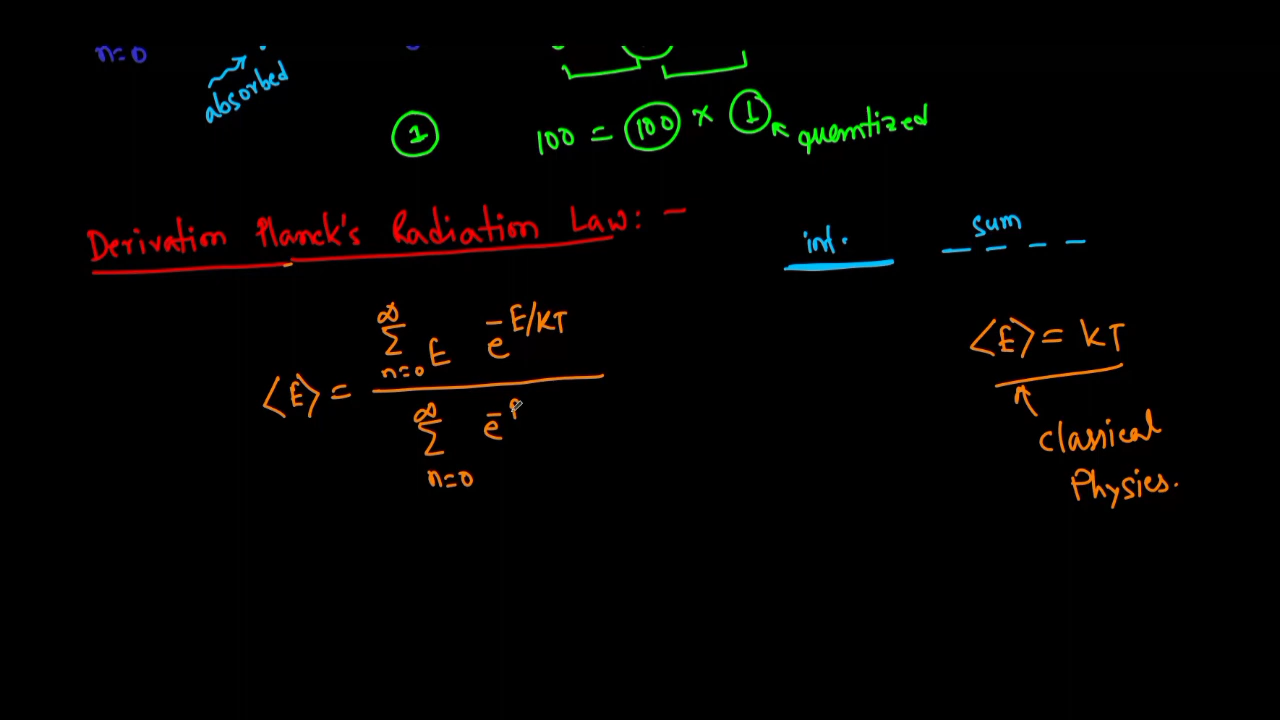 n=0
absorbed
1 100 = 100 × 1 quantized
Derivation Planck's Radiation Law: -
int. sum
<E> = ∞ Σ n=0 E e -E/KT
∞ Σ n=0 e -
<E> = KT
classical
Physics.